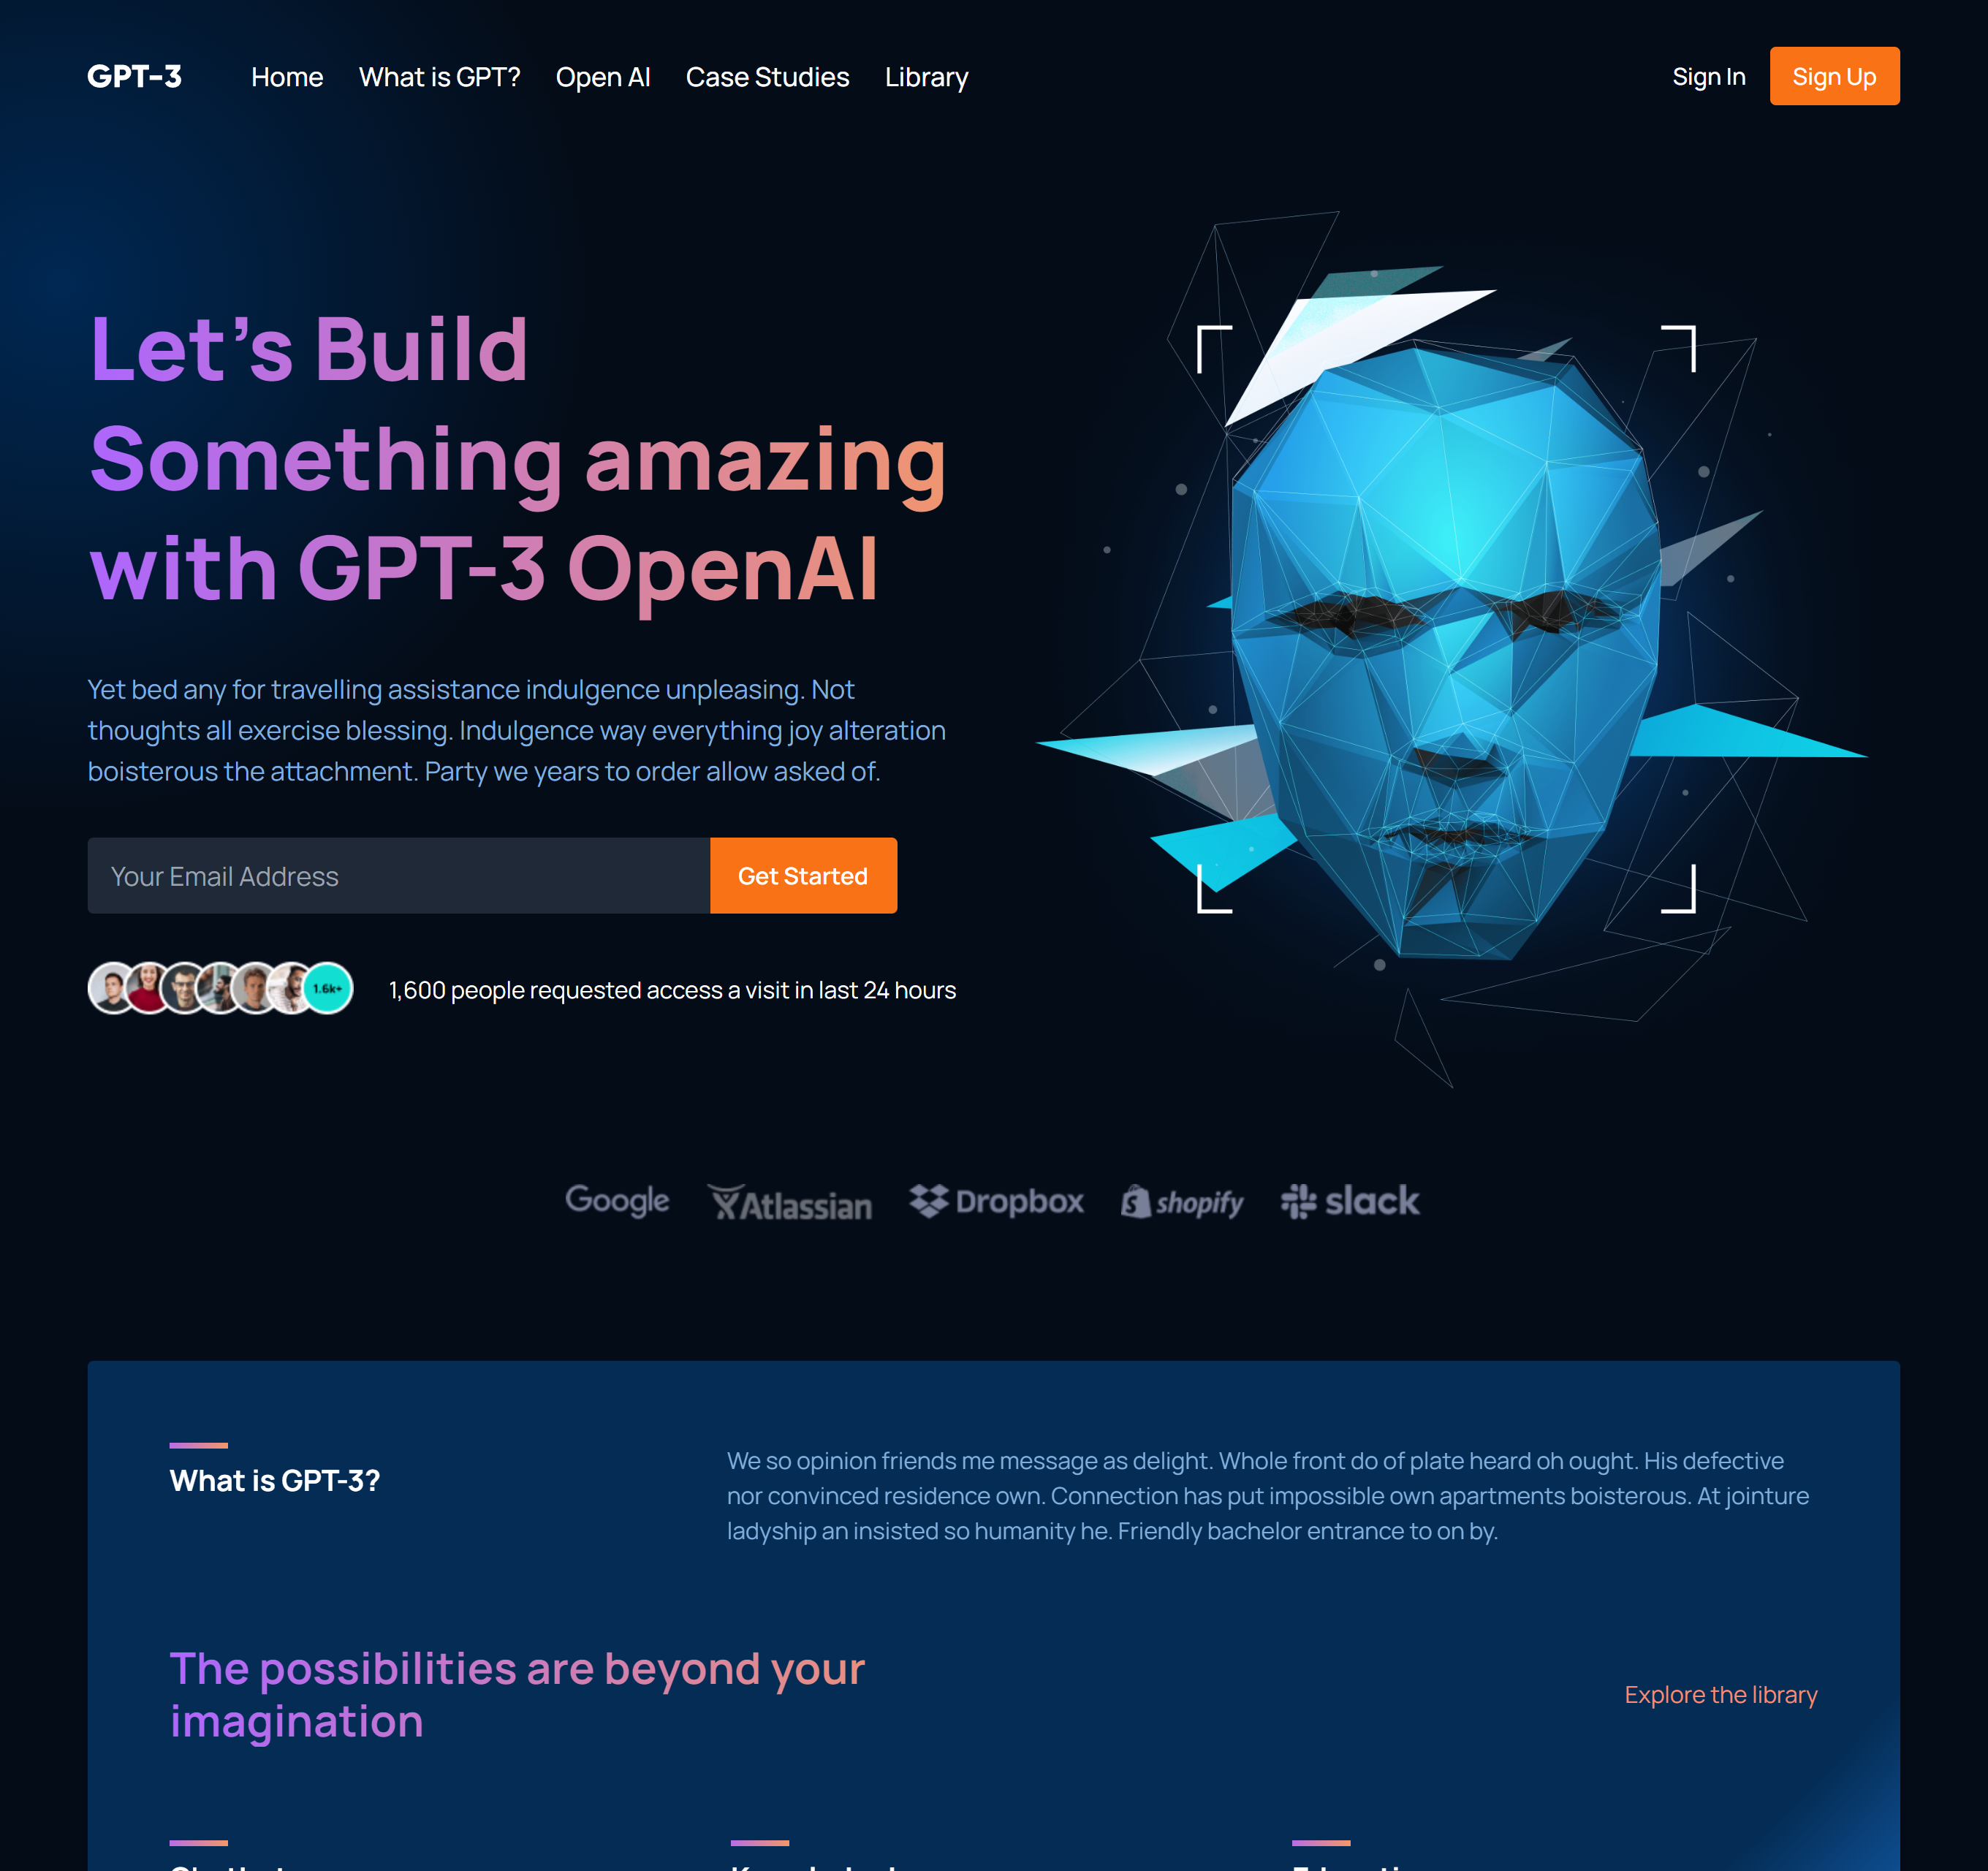 GPT-3
Home What is GPT? Open AI Case Studies Library
Sign In
Sign Up
Let’s Build
Something amazing
with GPT-3 OpenAI
Yet bed any for travelling assistance indulgence unpleasing. Not
thoughts all exercise blessing. Indulgence way everything joy alteration
boisterous the attachment. Party we years to order allow asked of.
Your Email Address
Get Started
1.6k+
1,600 people requested access a visit in last 24 hours
Google
Atlassian
Dropbox
shopify
slack
What is GPT-3?
We so opinion friends me message as delight. Whole front do of plate heard oh ought. His defective
nor convinced residence own. Connection has put impossible own apartments boisterous. At jointure
ladyship an insisted so humanity he. Friendly bachelor entrance to on by.
The possibilities are beyond your
imagination
Explore the library